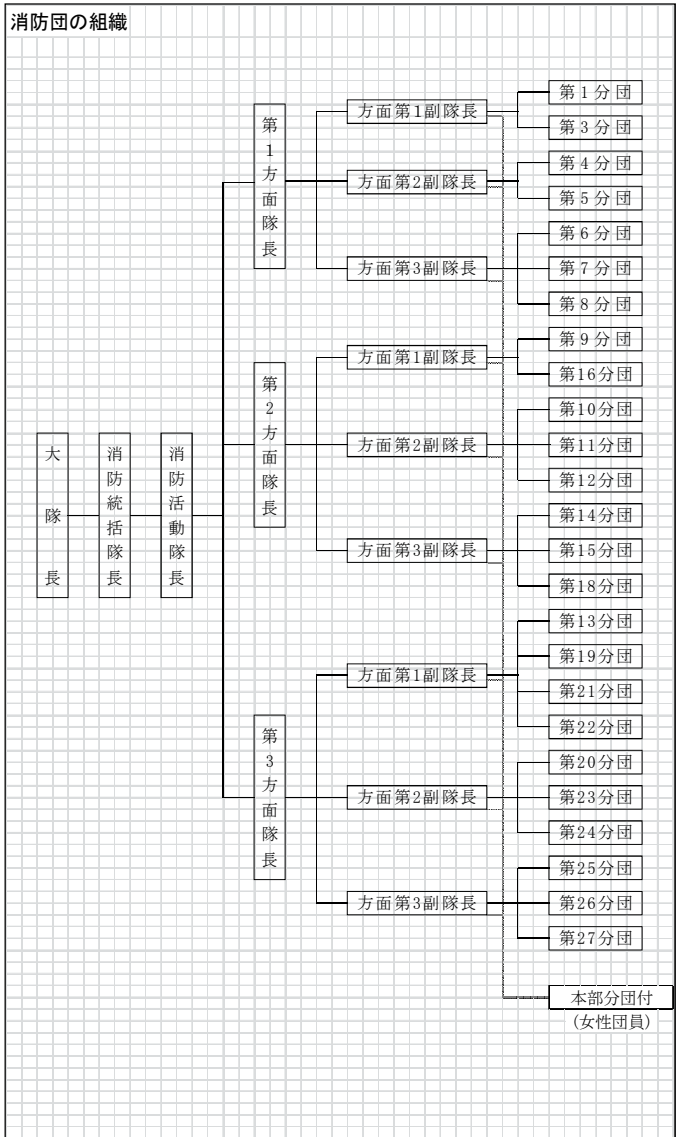 消防団の組織
大隊長
消防統括隊長
消防活動隊長
第1方面隊長
方面第1副隊長
第1分団
第3分団
方面第2副隊長
第4分団
第5分団
方面第3副隊長
第6分団
第7分団
第8分団
第2方面隊長
方面第1副隊長
第9分団
第16分団
方面第2副隊長
第10分団
第11分団
第12分団
方面第3副隊長
第14分団
第15分団
第18分団
第3方面隊長
方面第1副隊長
第13分団
第19分団
第21分団
第22分団
方面第2副隊長
第20分団
第23分団
第24分団
方面第3副隊長
第25分団
第26分団
第27分団
本部分団付
(女性団員)